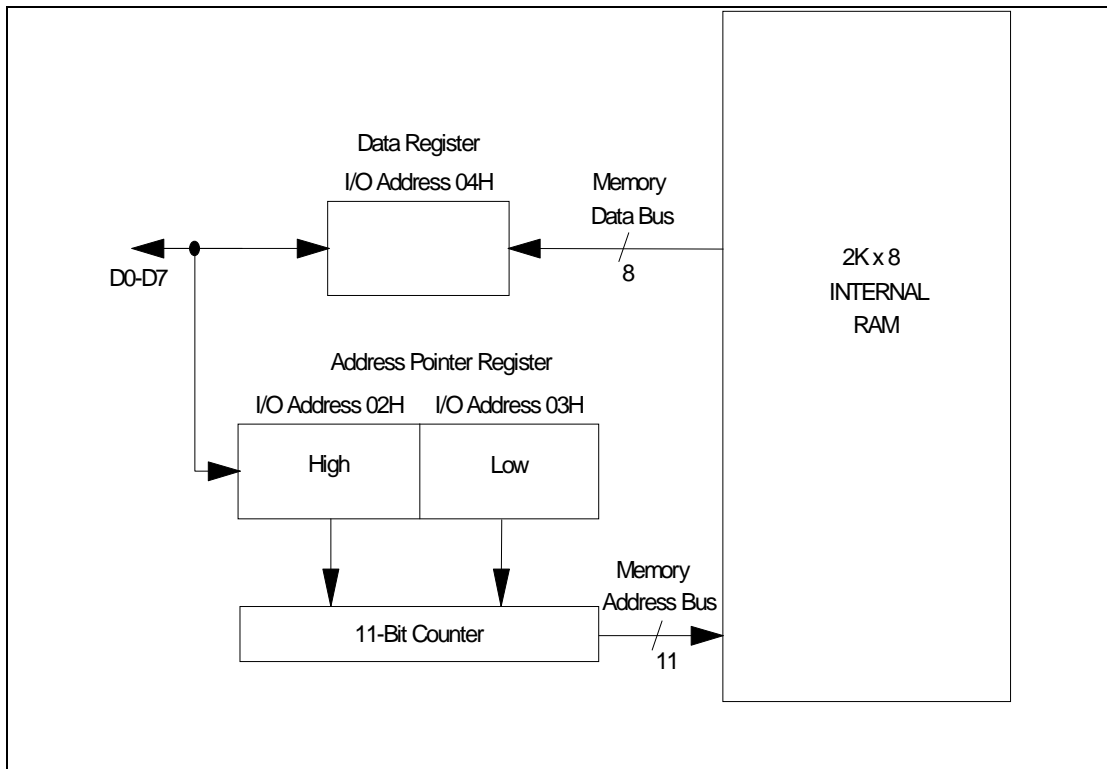 Data Register
I/O Address 04H
Memory
Data Bus
8
D0-D7
2K x 8
INTERNAL
RAM
Address Pointer Register
I/O Address 02H
I/O Address 03H
High
Low
11-Bit Counter
Memory
Address Bus
11